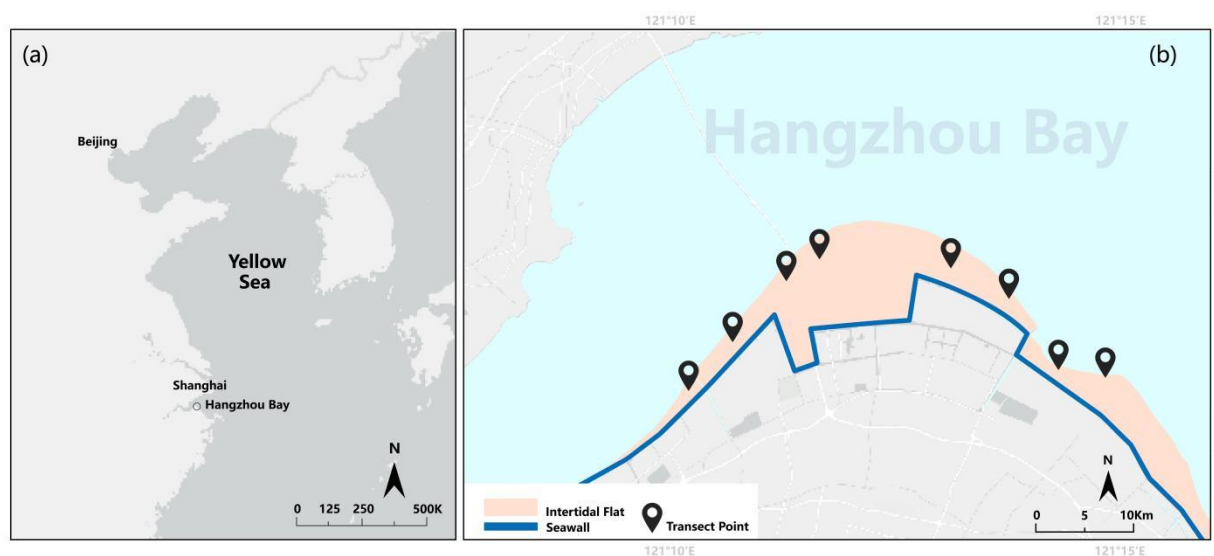 121°10'E 121°15'E
(a)
Beijing
Yellow
Sea
Shanghai
Hangzhou Bay
N
0 125 250 500K
(b)
Hangzhou Bay
Intertidal Flat
Seawall
Transect Point
N
0 5 10Km
121°10'E 121°15'E